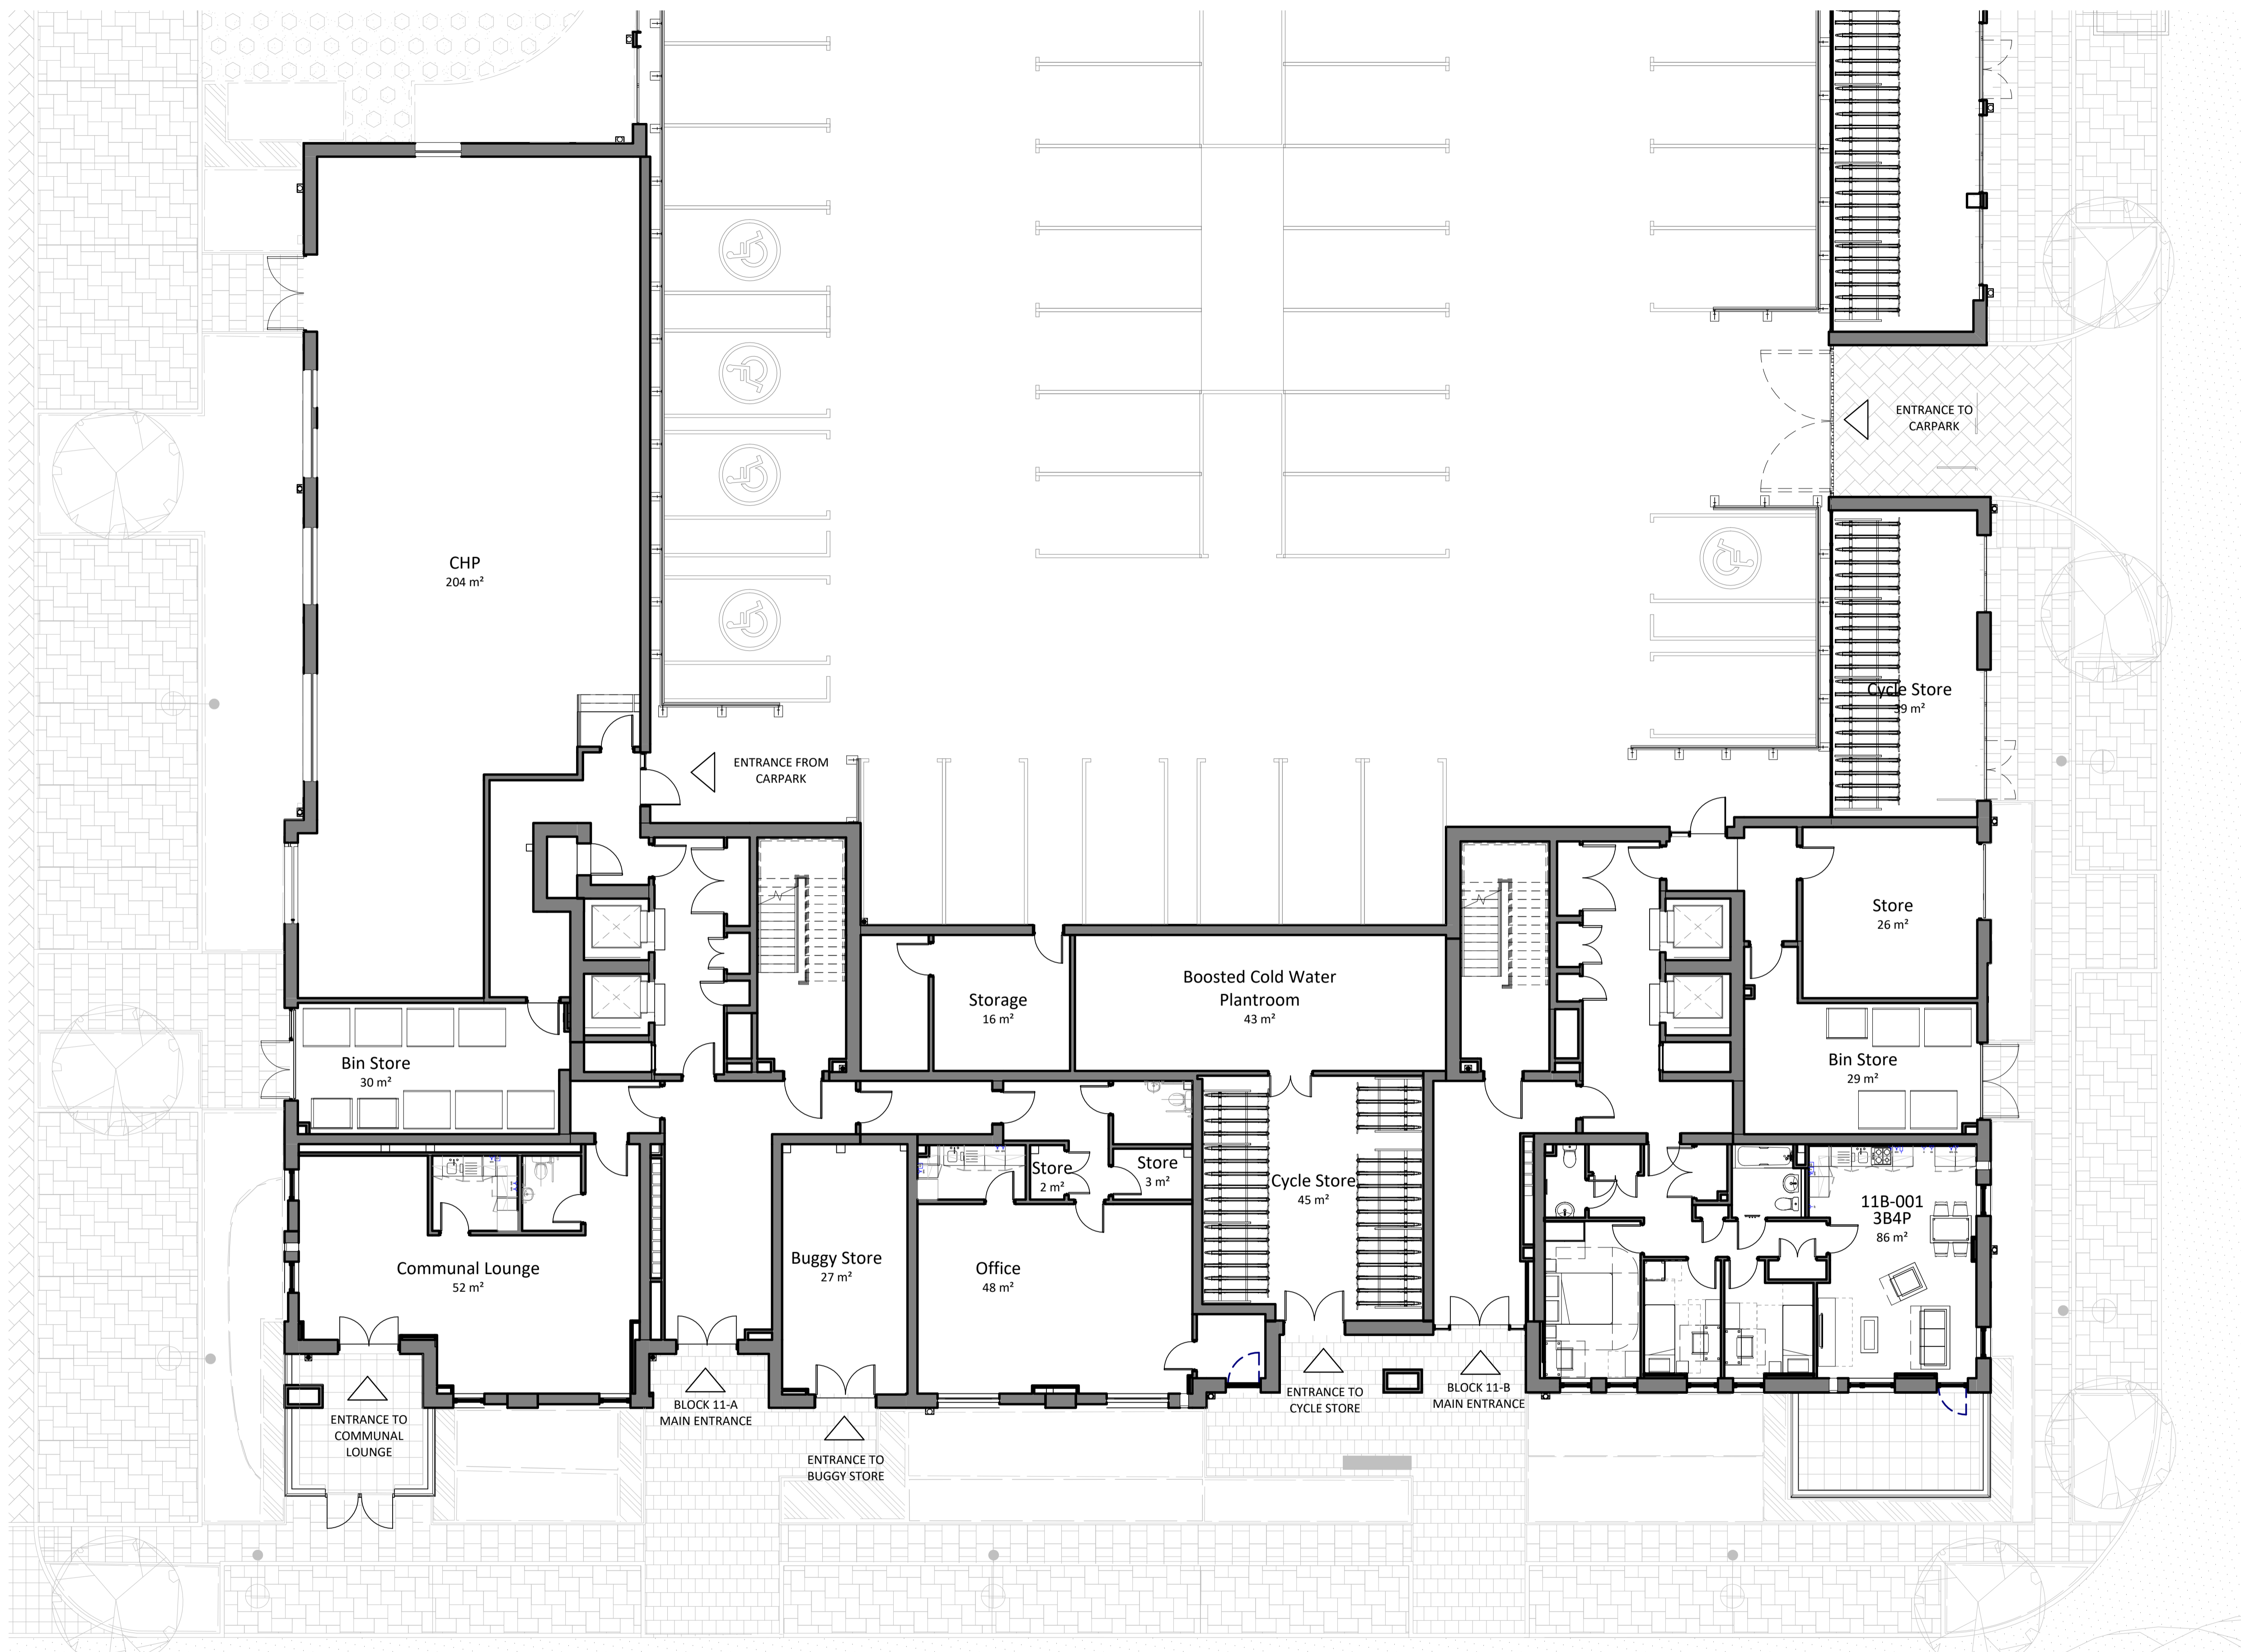 ENTRANCE TO
CARPARK
CHP
204 m²
Cycle Store
39 m²
ENTRANCE FROM
CARPARK
Store
26 m²
Storage
16 m²
Boosted Cold Water
Plantroom
43 m²
Bin Store
30 m²
Bin Store
29 m²
Store
2 m²
Store
3 m²
Cycle Store
45 m²
11B-001
3B4P
86 m²
Communal Lounge
52 m²
Buggy Store
27 m²
Office
48 m²
ENTRANCE TO
COMMUNAL
LOUNGE
BLOCK 11-A
MAIN ENTRANCE
ENTRANCE TO
BUGGY STORE
ENTRANCE TO
CYCLE STORE
BLOCK 11-B
MAIN ENTRANCE